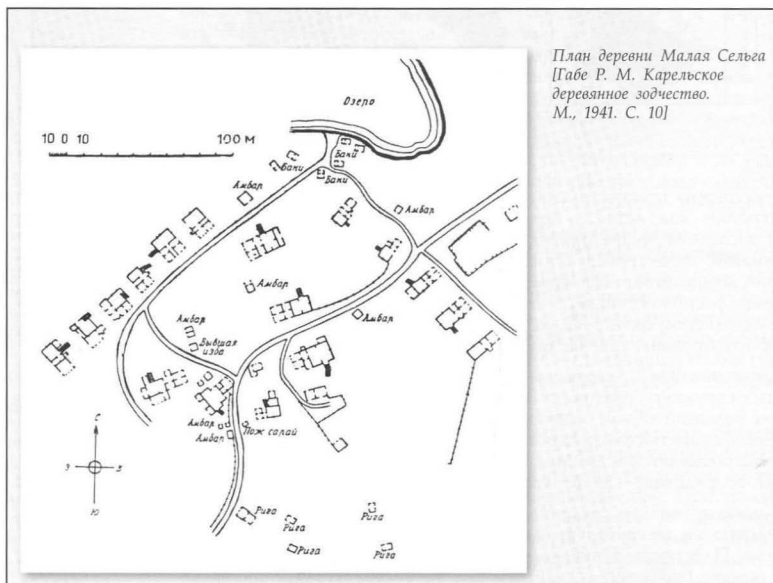 План деревни Малая Сельга
[Габе Р. М. Карельское
деревянное зодчество.
М., 1941. С. 10]
Озеро
10 0 10 100 М
Бани
Бани
Бани
Амбар
Амбар
Амбар
Амбар
Амбар
Бывшая
изба
Амбар
Амбар
Пож сарай
С
З В
Ю
Рига
Рига
Рига
Рига
Рига